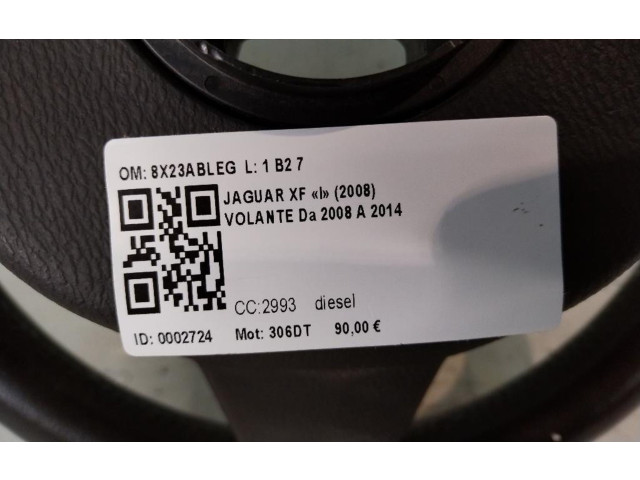 OM: 8X23ABLEG L: 1 B2 7
JAGUAR XF «I» (2008)
VOLANTE Da 2008 A 2014
CC:2993 diesel
ID: 0002724 Mot: 306DT 90,00 €